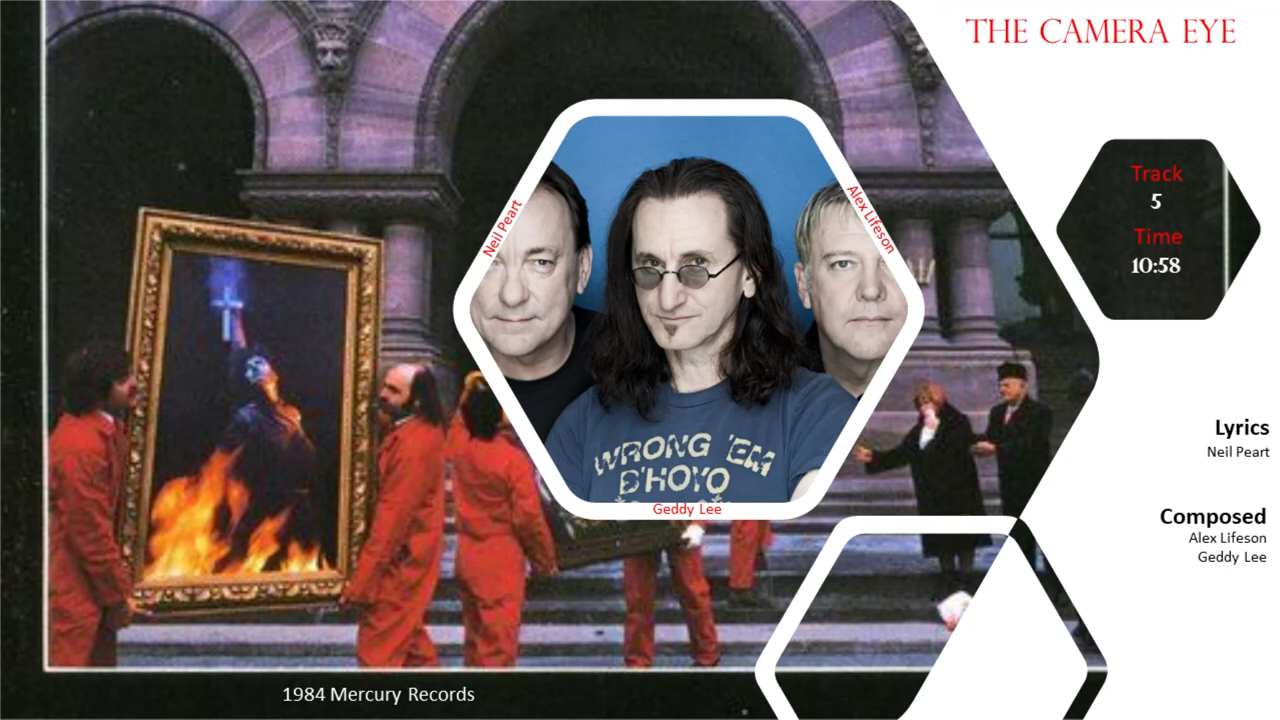 THE CAMERA EYE
Track
5
Time
10:58
Neil Peart
Alex Lifeson
WRONG 'EM
B'HOYO
Geddy Lee
Lyrics
Neil Peart
Composed
Alex Lifeson
Geddy Lee
1984 Mercury Records